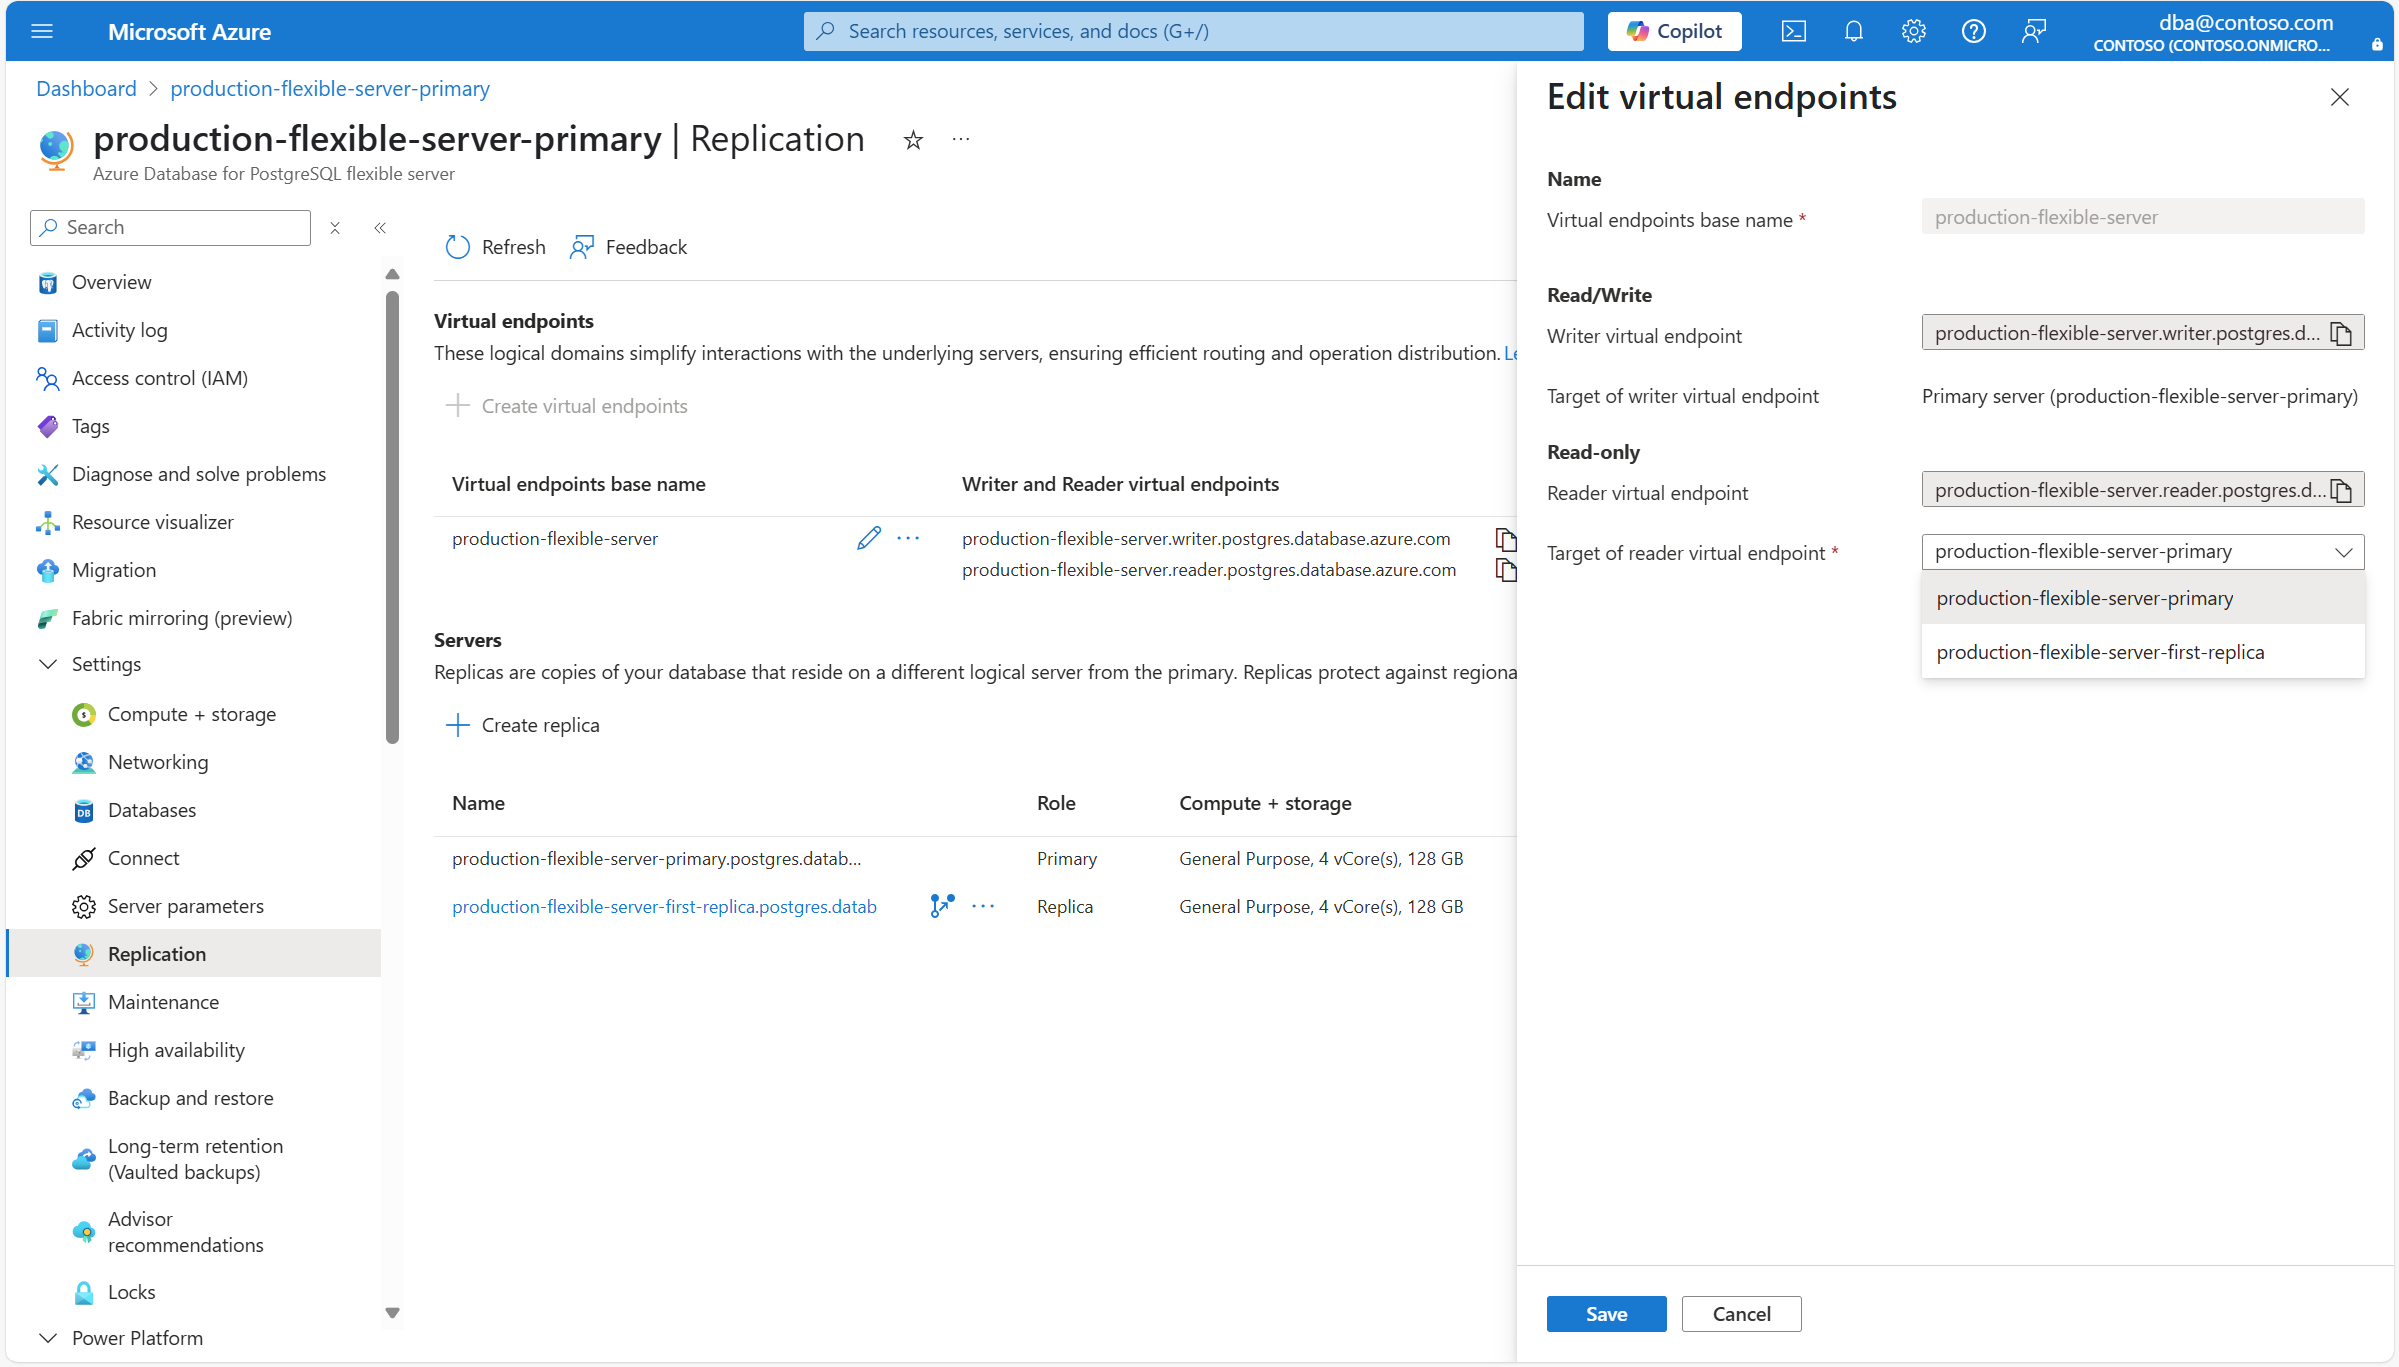 Microsoft Azure
Search resources, services, and docs (G+/)
Copilot
dba@contoso.com
CONTOSO (CONTOSO.ONMICRO...
Dashboard > production-flexible-server-primary
production-flexible-server-primary | Replication
Azure Database for PostgreSQL flexible server
Search
Overview
Activity log
Access control (IAM)
Tags
Diagnose and solve problems
Resource visualizer
Migration
Fabric mirroring (preview)
Settings
Compute + storage
Networking
Databases
Connect
Server parameters
Replication
Maintenance
High availability
Backup and restore
Long-term retention
(Vaulted backups)
Advisor
recommendations
Locks
Power Platform
Refresh
Feedback
Virtual endpoints
These logical domains simplify interactions with the underlying servers, ensuring efficient routing and operation distribution. Le
Create virtual endpoints
Virtual endpoints base name
Writer and Reader virtual endpoints
production-flexible-server
production-flexible-server.writer.postgres.database.azure.com
production-flexible-server.reader.postgres.database.azure.com
Servers
Replicas are copies of your database that reside on a different logical server from the primary. Replicas protect against regiona
Create replica
Name Role Compute + storage
production-flexible-server-primary.postgres.datab... Primary General Purpose, 4 vCore(s), 128 GB
production-flexible-server-first-replica.postgres.datab Replica General Purpose, 4 vCore(s), 128 GB
Edit virtual endpoints
Name
Virtual endpoints base name *
production-flexible-server
Read/Write
Writer virtual endpoint
production-flexible-server.writer.postgres.d...
Target of writer virtual endpoint
Primary server (production-flexible-server-primary)
Read-only
Reader virtual endpoint
production-flexible-server.reader.postgres.d...
Target of reader virtual endpoint *
production-flexible-server-primary
production-flexible-server-primary
production-flexible-server-first-replica
Save
Cancel